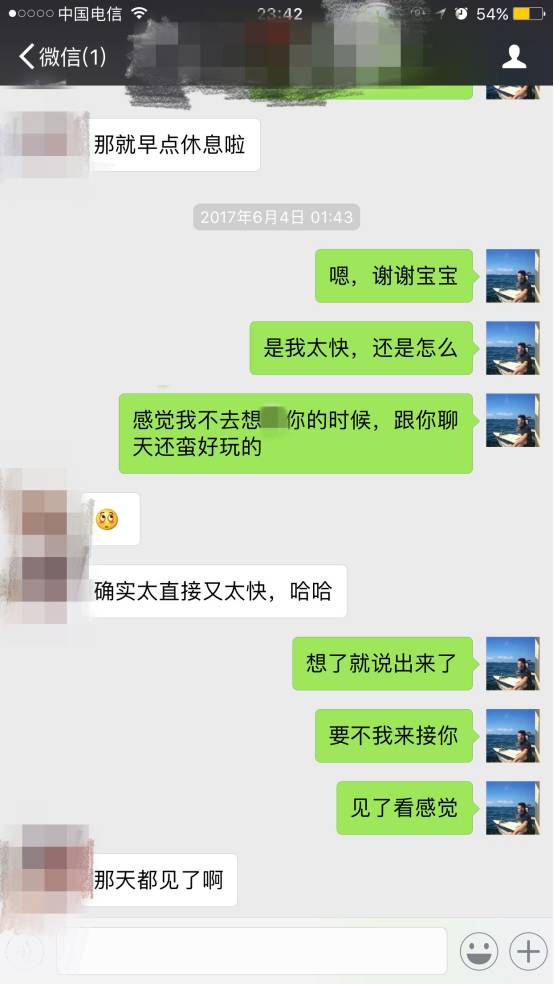 中国电信 23:42 54%
微信(1)
那就早点休息啦
2017年6月4日 01:43
嗯，谢谢宝宝
是我太快，还是怎么
感觉我不去想 你的时候，跟你聊
天还蛮好玩的
确实太直接又太快，哈哈
想了就说出来了
要不我来接你
见了看感觉
那天都见了啊